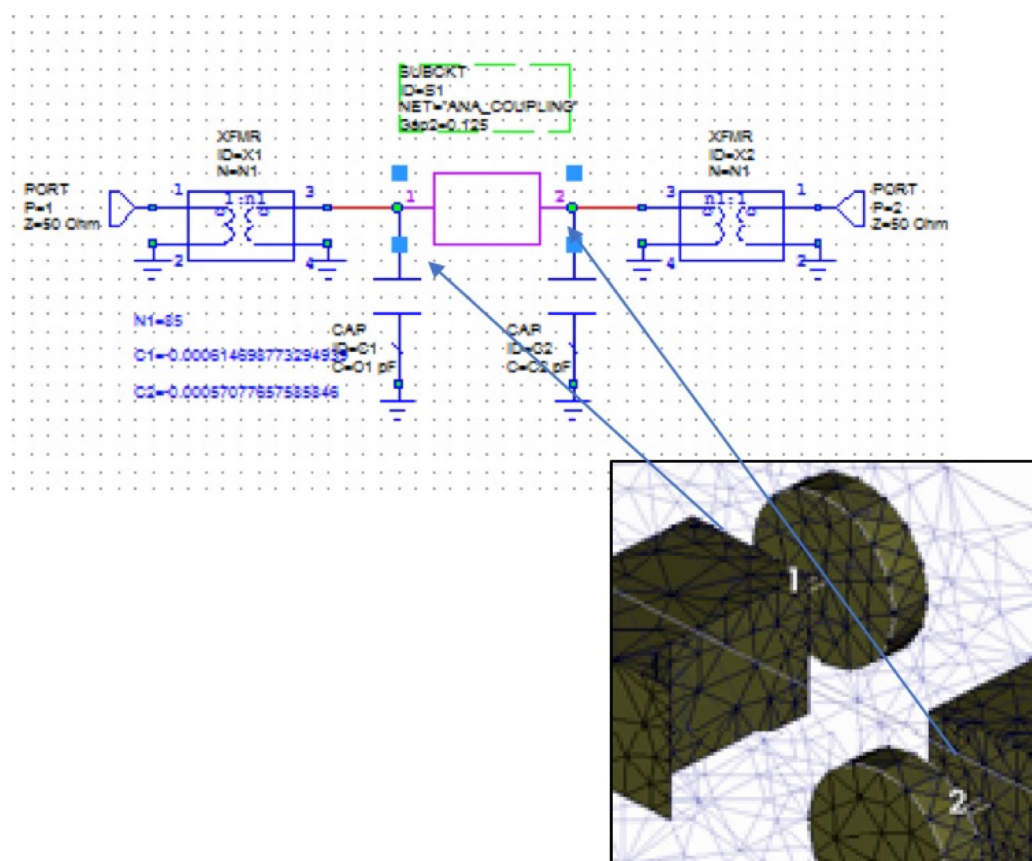 SUBCKT
ID=S1
NET="ANA_COUPLING"
Gap2=0.125
XFMR
ID=X1
N=N1
XFMR
ID=X2
N=N1
PORT
P=1
Z=50 Ohm
1
1:n1
3
2
4
1
2
3
n1:1
1
4
2
PORT
P=2
Z=50 Ohm
N1=85
C1=-0.000614698773294939
C2=-0.00057077657585846
CAP
ID=C1
C=C1 pF
CAP
ID=C2
C=C2 pF
1
2